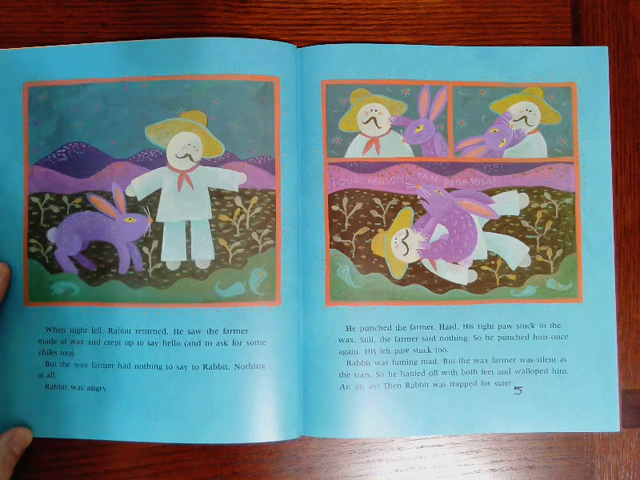 When night fell, Rabbit returned. He saw the farmer
made of wax and crept up to say hello (and to ask for some
chiles too).
But the wax farmer had nothing to say to Rabbit. Nothing
at all.
Rabbit was angry.
¡QUE PERSONA TAN PEGAJOSA!
He punched the farmer. Hard. His right paw stuck in the
wax. Still, the farmer said nothing. So he punched him once
again. His left paw stuck too.
Rabbit was fuming mad. But the wax farmer was silent as
the stars. So he hauled off with both feet and walloped him.
Ay, ay, ay! Then Rabbit was trapped for sure!
5